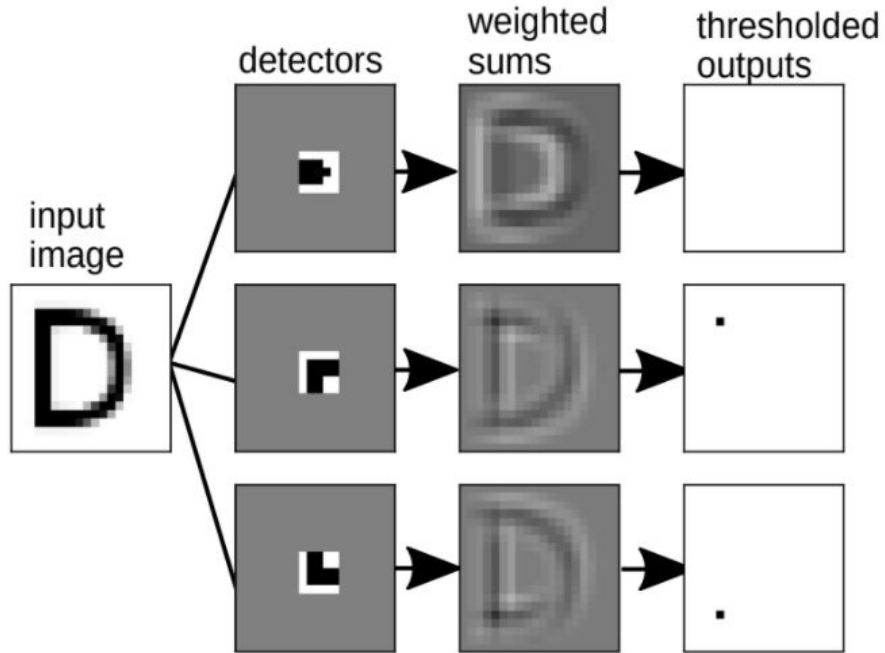 detectors
weighted
sums
thresholded
outputs
input
image
D